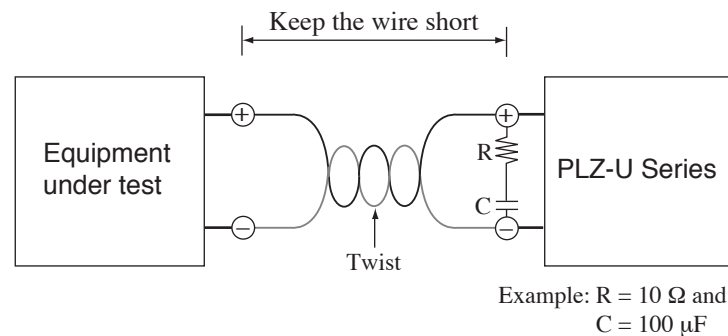 Keep the wire short
Equipment
under test
+
+
R
C
PLZ-U Series
−
−
Twist
Example: R = 10 Ω and
C = 100 μF